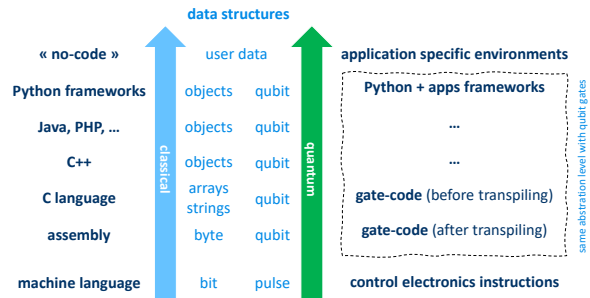 data structures
« no-code »
user data
application specific environments
Python frameworks
objects
qubit
Python + apps frameworks
Java, PHP, ...
objects
qubit
...
C++
objects
qubit
...
C language
arrays
strings
qubit
gate-code (before transpiling)
assembly
byte
qubit
gate-code (after transpiling)
machine language
bit
pulse
control electronics instructions
classical
quantum
same abstration level with qubit gates